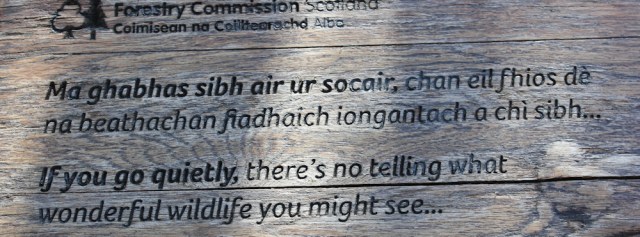 Forestry Commission Scotland
Coimisean na Coilltearachd Alba
Ma ghabhas sibh air ur socair, chan eil fhios dè
na beathachan fiadhaich iongantach a chì sibh...
If you go quietly, there's no telling what
wonderful wildlife you might see...